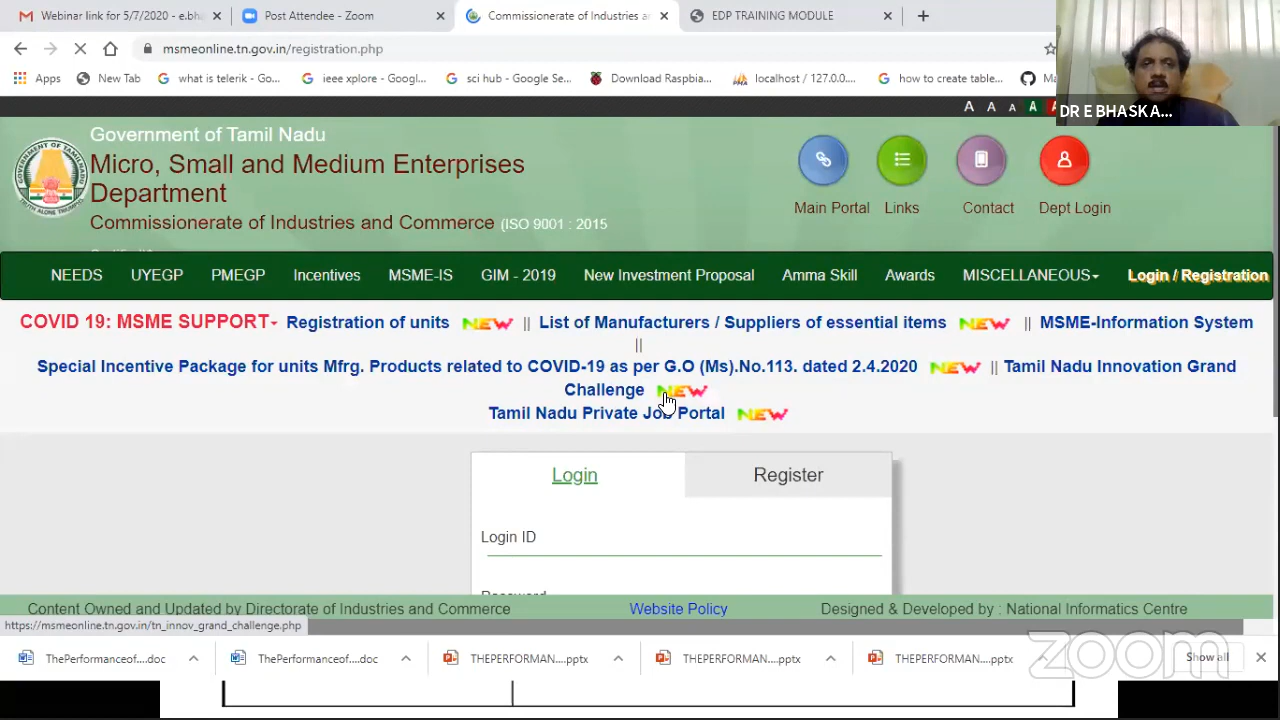 Webinar link for 5/7/2020 - e.bha
Post Attendee - Zoom
Commissionerate of Industries an
EDP TRAINING MODULE
msmeonline.tn.gov.in/registration.php
Apps
New Tab
what is telerik - Go...
ieee xplore - Googl...
sci hub - Google Se...
Download Raspbia...
localhost / 127.0.0....
how to create table...
Ma
A A A A A
DR E BHASK A...
Government of Tamil Nadu
Micro, Small and Medium Enterprises
Department
Commissionerate of Industries and Commerce (ISO 9001 : 2015
Main Portal
Links
Contact
Dept Login
NEEDS
UYEGP
PMEGP
Incentives
MSME-IS
GIM - 2019
New Investment Proposal
Amma Skill
Awards
MISCELLANEOUS
Login / Registration
COVID 19: MSME SUPPORT Registration of units NEW || List of Manufacturers / Suppliers of essential items NEW || MSME-Information System
||
Special Incentive Package for units Mfrg. Products related to COVID-19 as per G.O (Ms).No.113. dated 2.4.2020 NEW || Tamil Nadu Innovation Grand
Challenge NEW
Tamil Nadu Private Job Portal NEW
Login
Register
Login ID
Password
Content Owned and Updated by Directorate of Industries and Commerce
Website Policy
Designed & Developed by : National Informatics Centre
https://msmeonline.tn.gov.in/tn_innov_grand_challenge.php
ThePerformanceof....doc
ThePerformanceof....doc
THEPERFORMAN....pptx
THEPERFORMAN....pptx
THEPERFORMAN....pptx
Show all
zoom